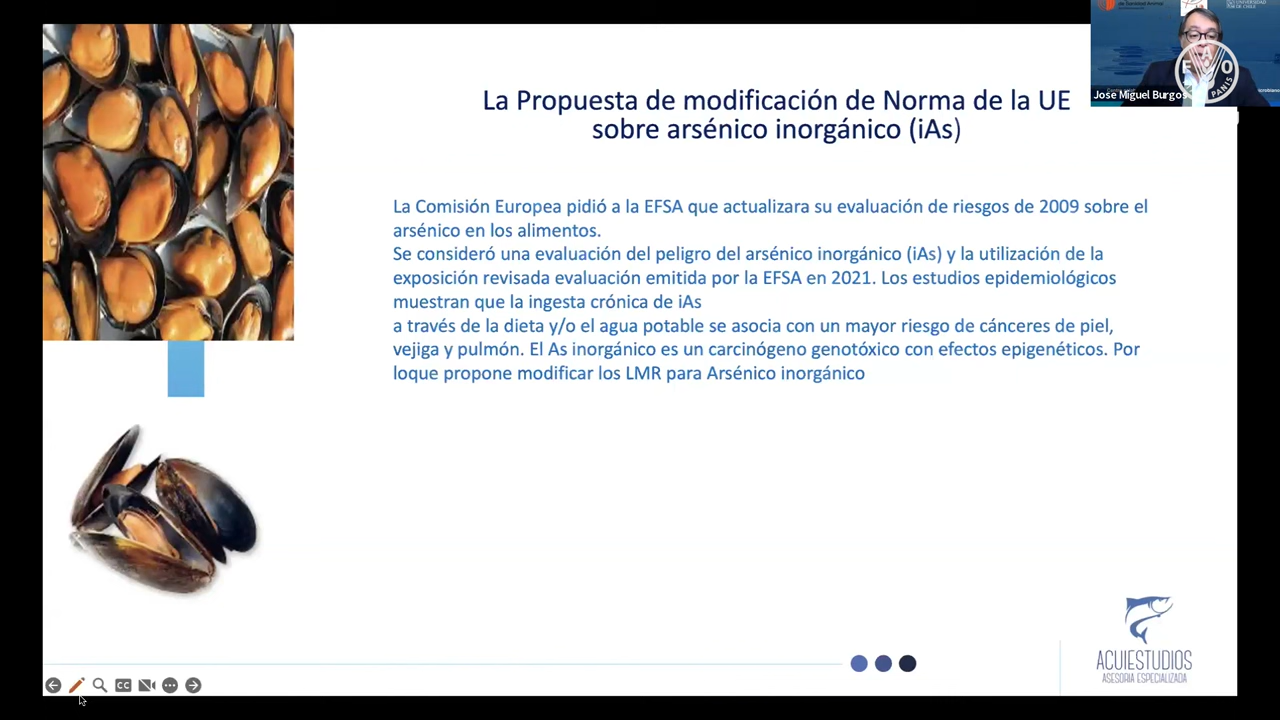 La Propuesta de modificación de Norma de la UE
sobre arsénico inorgánico (iAs)
La Comisión Europea pidió a la EFSA que actualizara su evaluación de riesgos de 2009 sobre el
arsénico en los alimentos.
Se consideró una evaluación del peligro del arsénico inorgánico (iAs) y la utilización de la
exposición revisada evaluación emitida por la EFSA en 2021. Los estudios epidemiológicos
muestran que la ingesta crónica de iAs
a través de la dieta y/o el agua potable se asocia con un mayor riesgo de cánceres de piel,
vejiga y pulmón. El As inorgánico es un carcinógeno genotóxico con efectos epigenéticos. Por
loque propone modificar los LMR para Arsénico inorgánico
José Miguel Burgos
FAO
PANIS
ACUIESTUDIOS
ASESORIA ESPECIALIZADA
CC